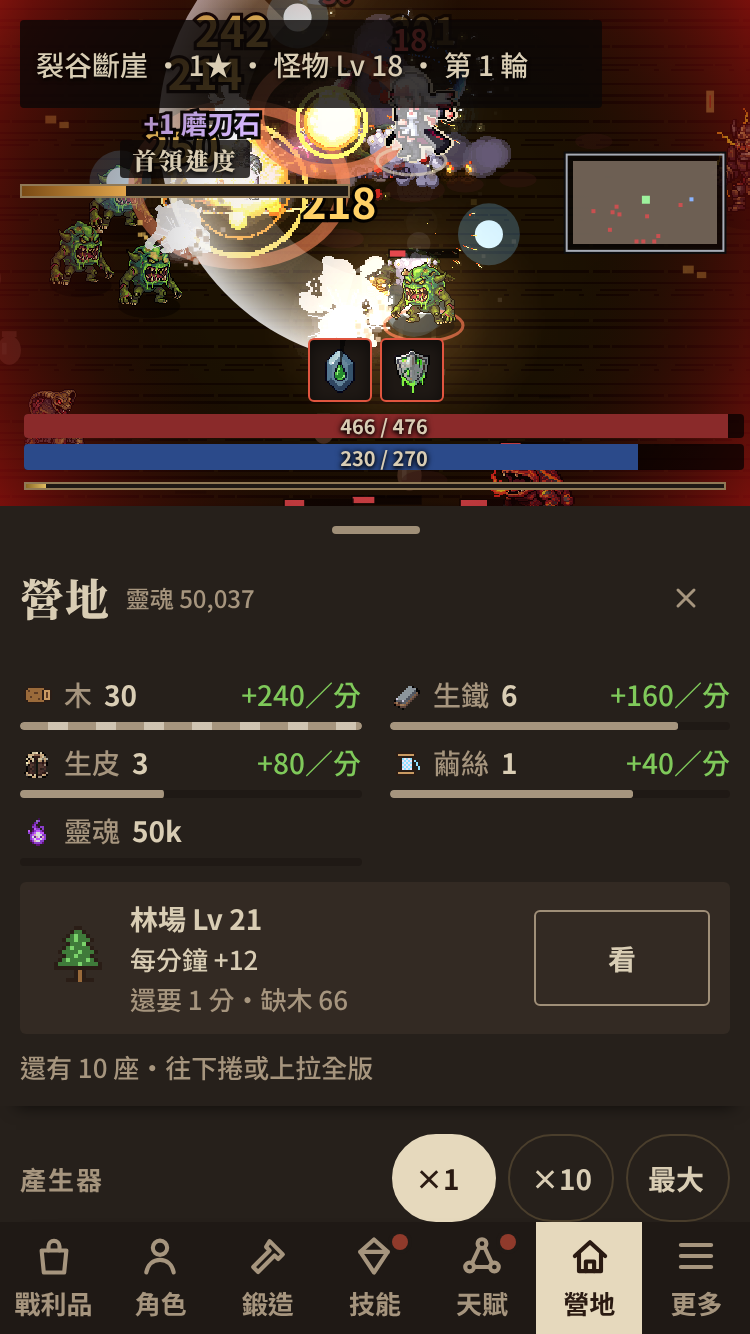 242
18
裂谷斷崖 • 1★ • 怪物 Lv 18 • 第 1 輪
214
+1 磨刀石
首領進度
218
466 / 476
230 / 270
營地 靈魂 50,037 ×
木 30 +240／分
生鐵 6 +160／分
生皮 3 +80／分
繭絲 1 +40／分
靈魂 50k
林場 Lv 21
每分鐘 +12
還要 1 分 • 缺木 66
看
還有 10 座 • 往下捲或上拉全版
產生器 ×1 ×10 最大
戰利品 角色 鍛造 技能 天賦 營地 更多